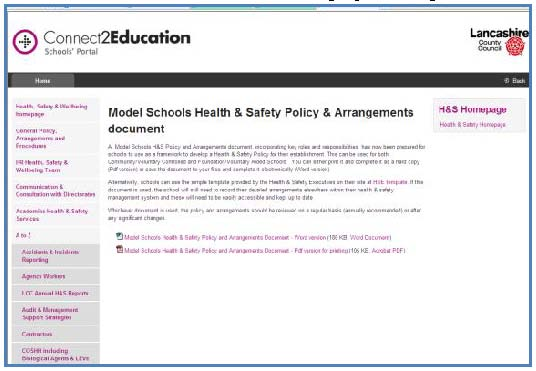 Connect2Education
Schools' Portal
Lancashire
County
Council
Home
Back
Health, Safety & Wellbeing
homepage
General Policy,
Arrangements and
Procedures
HR Health, Safety &
Wellbeing Team
Communication &
Consultation with Directorates
Academies Health & Safety
Services
A to Z
Accidents & Incidents
Reporting
Agency Workers
LCC Annual H&S Reports
Audit & Management
Support Strategies
Contractors
COSHH including
Biological Agents &
Model Schools Health & Safety Policy & Arrangements
document
A Model Schools H&S Policy and Arrangements document, incorporating key roles and responsibilities has now been prepared for
schools to use as a framework to develop a Health & Safety Policy for their establishment. This can be used for both
Community/Voluntary Controlled and Foundation/Voluntary Aided Schools. You can either print it and complete it as a hard copy
(Pdf version) or save the document to your files and complete it electronically (Word version)
Alternatively, schools can use the simple template provided by the Health & Safety Executive on their site at HSE template. If this
document is used, the school will still need to record their detailed arrangements elsewhere within their health & safety
management system and these will need to be readily accessible and kept up to date
Whichever document is used, the policy and arrangements should be reviewed on a regular basis (annually recommended) or after
any significant changes.
Model Schools Health & Safety Policy and Arrangements Document - Word version KB, Word Document)
Model Schools Health & Safety Policy and Arrangements Document - Pdf version for printing KB, Acrobat PDF)
H&S Homepage
Health & Safety Homepage